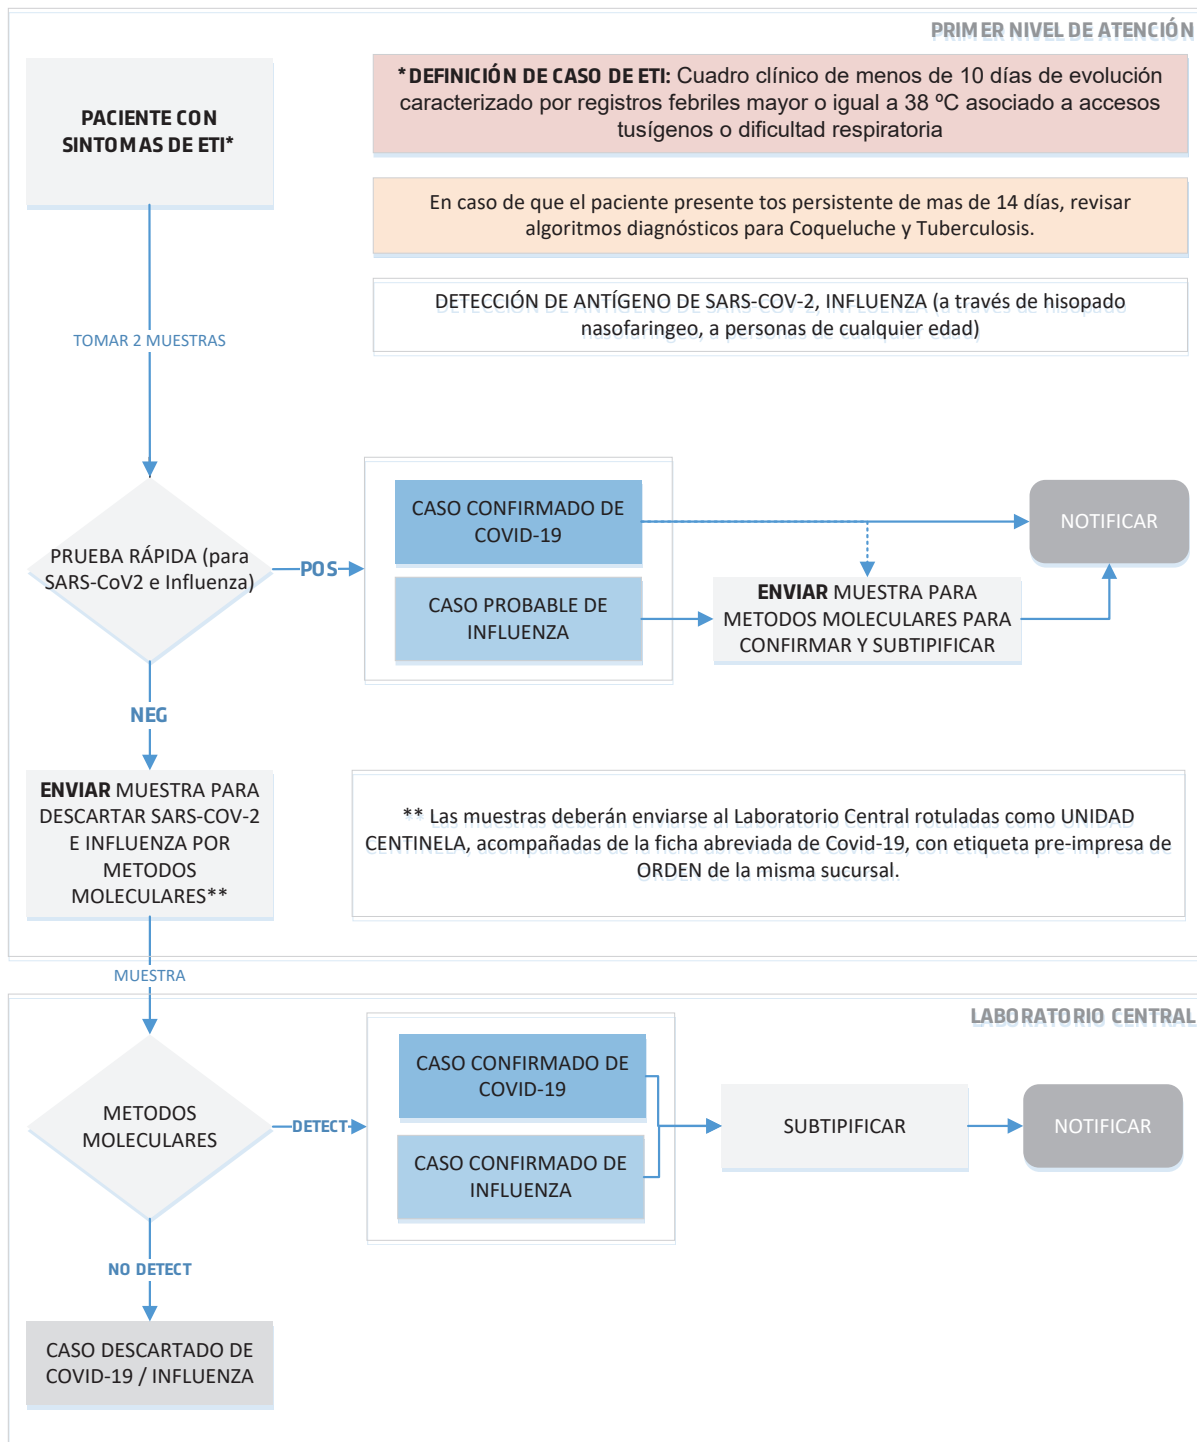 PRIMER NIVEL DE ATENCIÓN
PACIENTE CON
SINTOMAS DE ETI*
*DEFINICIÓN DE CASO DE ETI: Cuadro clínico de menos de 10 días de evolución
caracterizado por registros febriles mayor o igual a 38 ºC asociado a accesos
tusígenos o dificultad respiratoria
En caso de que el paciente presente tos persistente de mas de 14 días, revisar
algoritmos diagnósticos para Coqueluche y Tuberculosis.
DETECCIÓN DE ANTÍGENO DE SARS-COV-2, INFLUENZA (a través de hisopado
nasofaringeo, a personas de cualquier edad)
TOMAR 2 MUESTRAS
PRUEBA RÁPIDA (para
SARS-CoV2 e Influenza)
POS
CASO CONFIRMADO DE
COVID-19
CASO PROBABLE DE
INFLUENZA
ENVIAR MUESTRA PARA
METODOS MOLECULARES PARA
CONFIRMAR Y SUBTIPIFICAR
NOTIFICAR
NEG
ENVIAR MUESTRA PARA
DESCARTAR SARS-COV-2
E INFLUENZA POR
METODOS
MOLECULARES**
** Las muestras deberán enviarse al Laboratorio Central rotuladas como UNIDAD
CENTINELA, acompañadas de la ficha abreviada de Covid-19, con etiqueta pre-impresa de
ORDEN de la misma sucursal.
MUESTRA
LABORATORIO CENTRAL
METODOS
MOLECULARES
DETECT
CASO CONFIRMADO DE
COVID-19
CASO CONFIRMADO DE
INFLUENZA
SUBTIPIFICAR
NOTIFICAR
NO DETECT
CASO DESCARTADO DE
COVID-19 / INFLUENZA